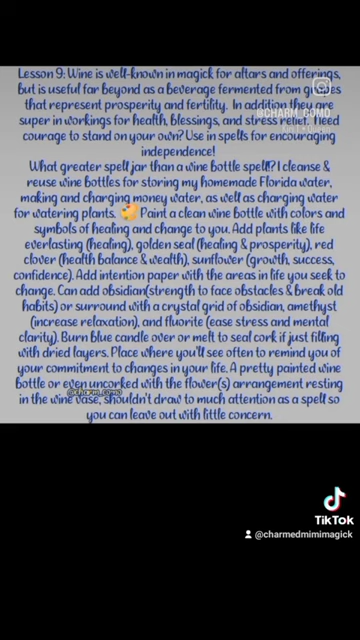 Lesson 9: Wine is well-known in magick for altars and offerings,
but is useful far beyond as a beverage fermented from grapes
that represent prosperity and fertility. In addition they are
@CHARM_COMO
super in workings for health, blessings, and stress relief. Need
courage to stand on your own? Use in spells for encouraging
independence!
What greater spell jar than a wine bottle spell!? I cleanse &
reuse wine bottles for storing my homemade Florida water,
making and charging money water, as well as charging water
for watering plants. Paint a clean wine bottle with colors and
symbols of healing and change to you. Add plants like life
everlasting (healing), golden seal (healing & prosperity), red
clover (health balance & wealth), sunflower (growth, success,
confidence). Add intention paper with the areas in life you seek to
change. Can add obsidian(strength to face obstacles & break old
habits) or surround with a crystal grid of obsidian, amethyst
(increase relaxation), and fluorite (ease stress and mental
clarity). Burn blue candle over or melt to seal cork if just filling
with dried layers. Place where you'll see often to remind you of
your commitment to changes in your life. A pretty painted wine
bottle or even uncorked with the flower(s) arrangement resting
@CHARM_COMO
in the wine vase, shouldn't draw to much attention as a spell so
you can leave out with little concern.
TikTok
@charmedmimimagick